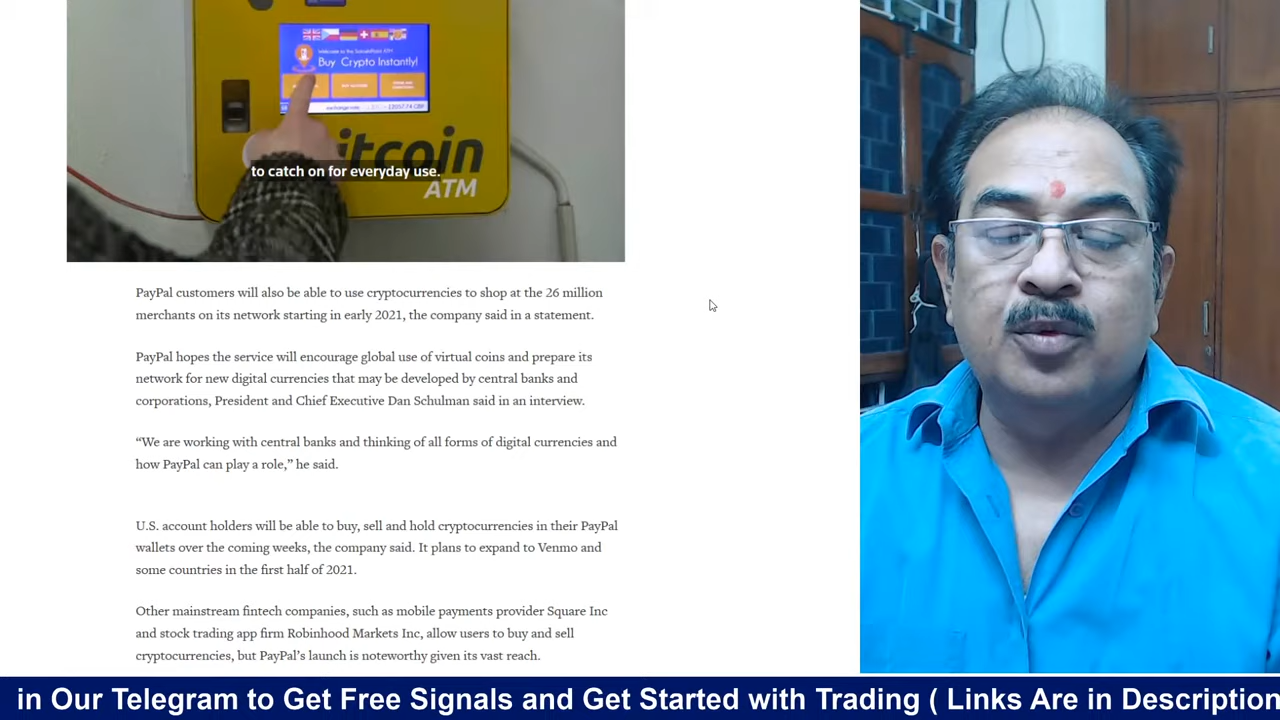 Welcome to the
Buy Crypto Instantly!
itcoin
to catch on for everyday use.
ATM
PayPal customers will also be able to use cryptocurrencies to shop at the 26 million
merchants on its network starting in early 2021, the company said in a statement.
PayPal hopes the service will encourage global use of virtual coins and prepare its
network for new digital currencies that may be developed by central banks and
corporations, President and Chief Executive Dan Schulman said in an interview.
“We are working with central banks and thinking of all forms of digital currencies and
how PayPal can play a role,” he said.
U.S. account holders will be able to buy, sell and hold cryptocurrencies in their PayPal
wallets over the coming weeks, the company said. It plans to expand to Venmo and
some countries in the first half of 2021.
Other mainstream fintech companies, such as mobile payments provider Square Inc
and stock trading app firm Robinhood Markets Inc, allow users to buy and sell
cryptocurrencies, but PayPal’s launch is noteworthy given its vast reach.
in Our Telegram to Get Free Signals and Get Started with Trading ( Links Are in Description